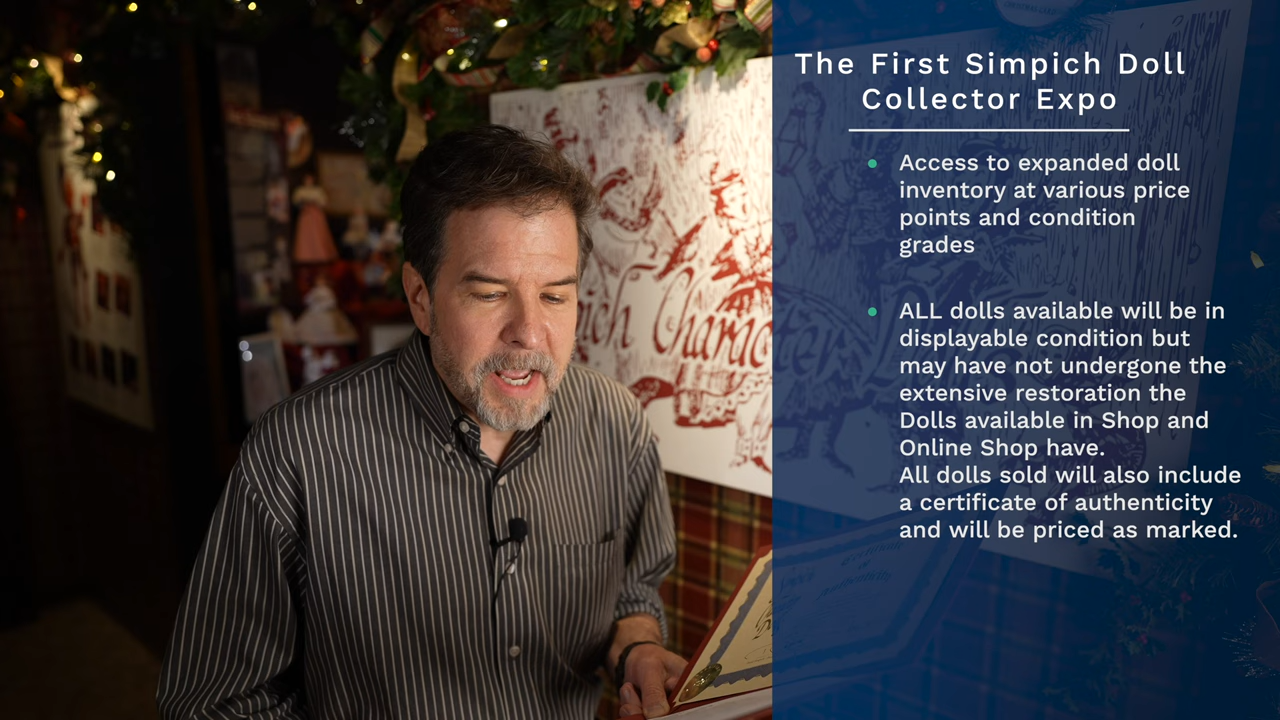 The First Simpich Doll
Collector Expo
Access to expanded doll
inventory at various price
points and condition
grades
ALL dolls available will be in
displayable condition but
may have not undergone the
extensive restoration the
Dolls available in Shop and
Online Shop have.
All dolls sold will also include
a certificate of authenticity
and will be priced as marked.